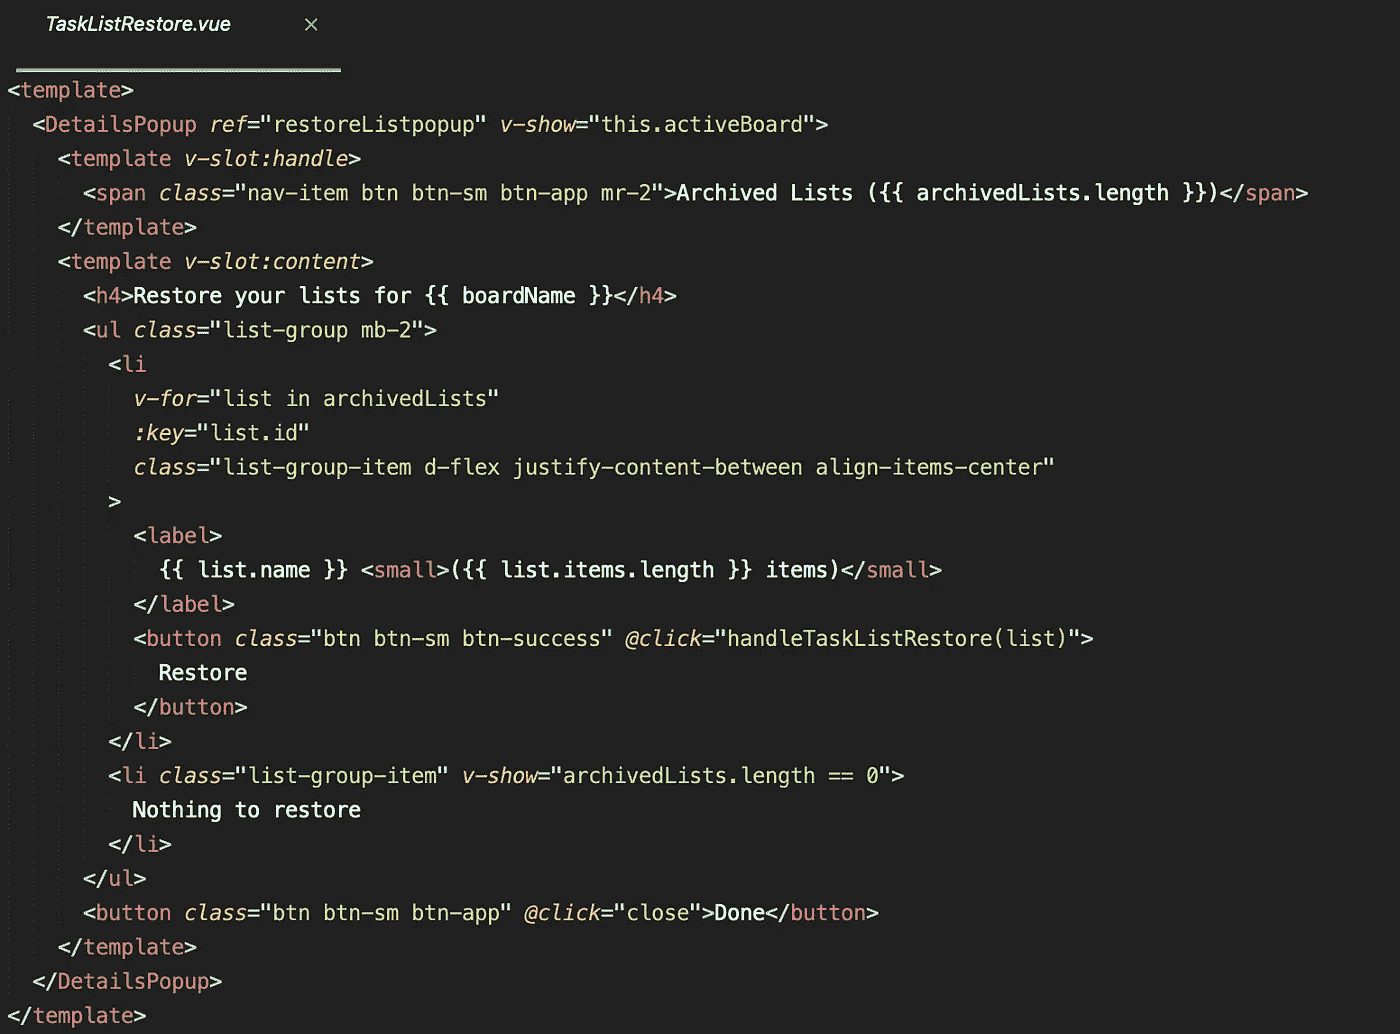 TaskListRestore.vue ×
<template>
<DetailsPopup ref="restoreListpopup" v-show="this.activeBoard">
<template v-slot:handle>
<span class="nav-item btn btn-sm btn-app mr-2">Archived Lists ({{ archivedLists.length }})</span>
</template>
<template v-slot:content>
<h4>Restore your lists for {{ boardName }}</h4>
<ul class="list-group mb-2">
<li
v-for="list in archivedLists"
:key="list.id"
class="list-group-item d-flex justify-content-between align-items-center"
>
<label>
{{ list.name }} <small>({{ list.items.length }} items)</small>
</label>
<button class="btn btn-sm btn-success" @click="handleTaskListRestore(list)">
Restore
</button>
</li>
<li class="list-group-item" v-show="archivedLists.length == 0">
Nothing to restore
</li>
</ul>
<button class="btn btn-sm btn-app" @click="close">Done</button>
</template>
</DetailsPopup>
</template>